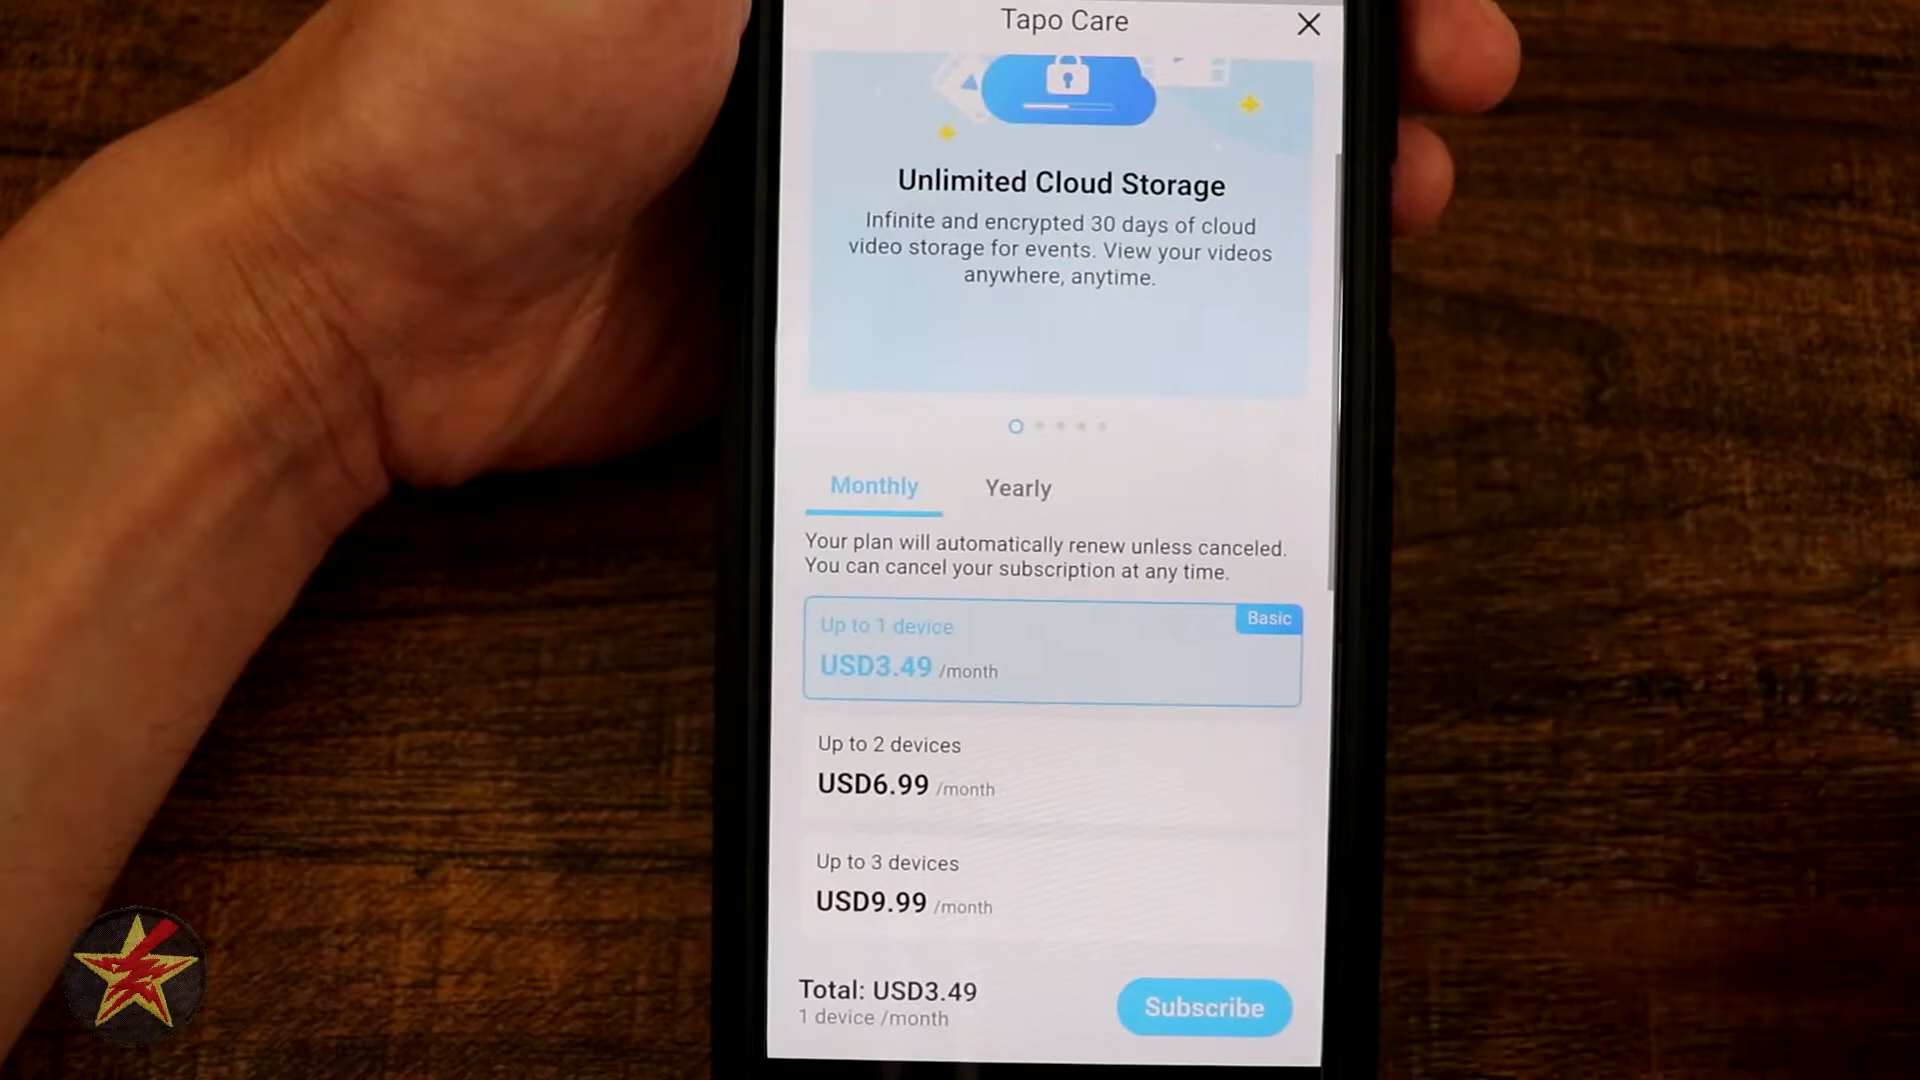 Tapo Care
Unlimited Cloud Storage
Infinite and encrypted 30 days of cloud
video storage for events. View your videos
anywhere, anytime.
Monthly
Yearly
Your plan will automatically renew unless canceled.
You can cancel your subscription at any time.
Basic
Up to 1 device
USD3.49 /month
Up to 2 devices
USD6.99 /month
Up to 3 devices
USD9.99 /month
Total: USD3.49
1 device /month
Subscribe